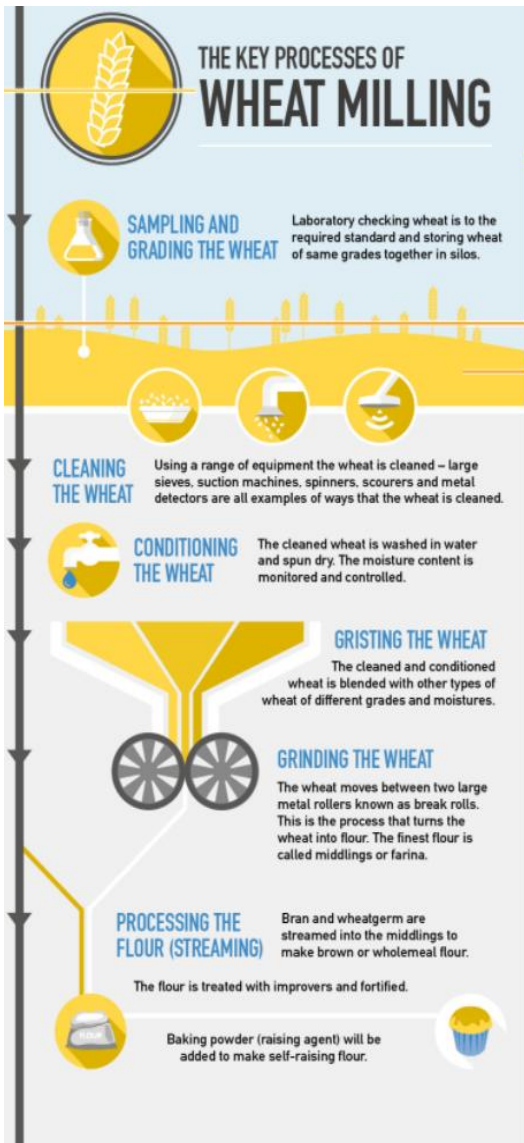 THE KEY PROCESSES OF
WHEAT MILLING
SAMPLING AND
GRADING THE WHEAT
Laboratory checking wheat is to the
required standard and storing wheat
of same grades together in silos.
CLEANING
THE WHEAT
Using a range of equipment the wheat is cleaned – large
sieves, suction machines, spinners, scourers and metal
detectors are all examples of ways that the wheat is cleaned.
CONDITIONING
THE WHEAT
The cleaned wheat is washed in water
and spun dry. The moisture content is
monitored and controlled.
GRISTING THE WHEAT
The cleaned and conditioned
wheat is blended with other types of
wheat of different grades and moistures.
GRINDING THE WHEAT
The wheat moves between two large
metal rollers known as break rolls.
This is the process that turns the
wheat into flour. The finest flour is
called middlings or farina.
PROCESSING THE
FLOUR (STREAMING)
Bran and wheatgerm are
streamed into the middlings to
make brown or wholemeal flour.
The flour is treated with improvers and fortified.
FLOUR
Baking powder (raising agent) will be
added to make self-raising flour.